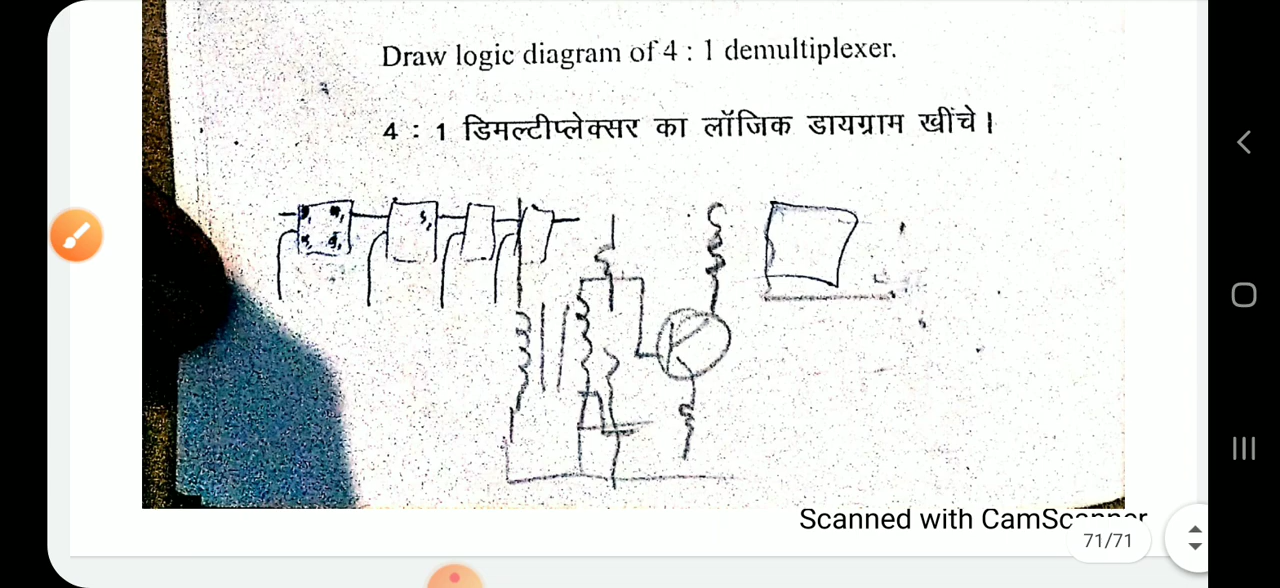 Draw logic diagram of 4 : 1 demultiplexer.
4 : 1 डिमल्टीप्लेक्सर का लॉजिक डायग्राम खींचे।
Scanned with CamScanner
71/71